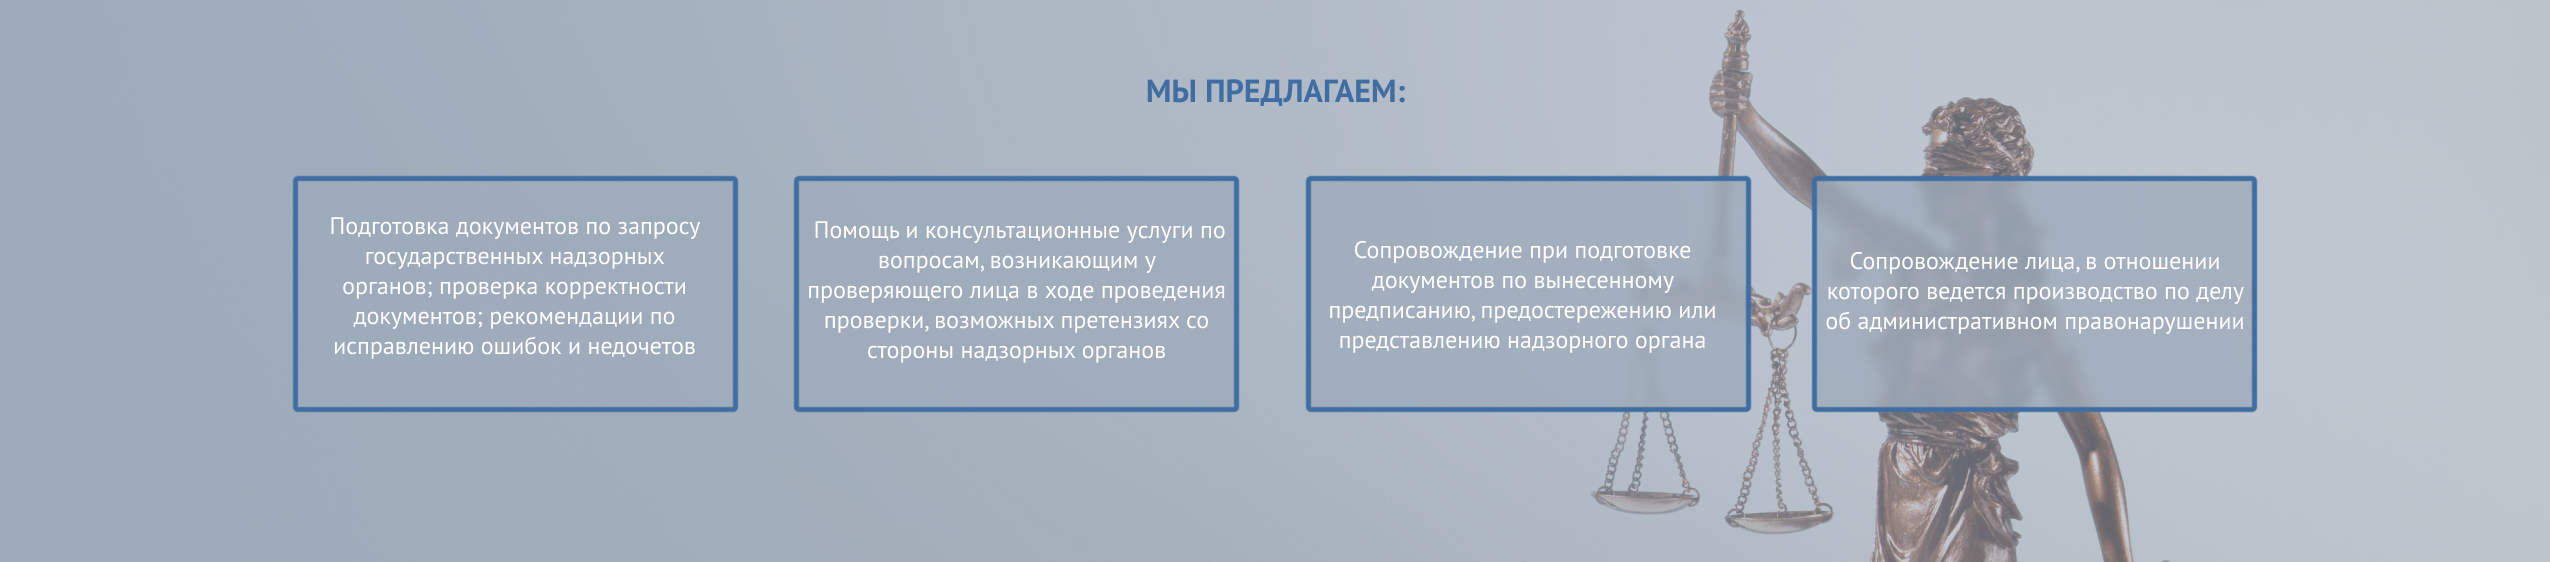 МЫ ПРЕДЛАГАЕМ:
Подготовка документов по запросу
государственных надзорных
органов; проверка корректности
документов; рекомендации по
исправлению ошибок и недочетов
Помощь и консультационные услуги по
вопросам, возникающим у
проверяющего лица в ходе проведения
проверки, возможных претензиях со
стороны надзорных органов
Сопровождение при подготовке
документов по вынесенному
предписанию, предостережению или
представлению надзорного органа
Сопровождение лица, в отношении
которого ведется производство по делу
об административном правонарушении